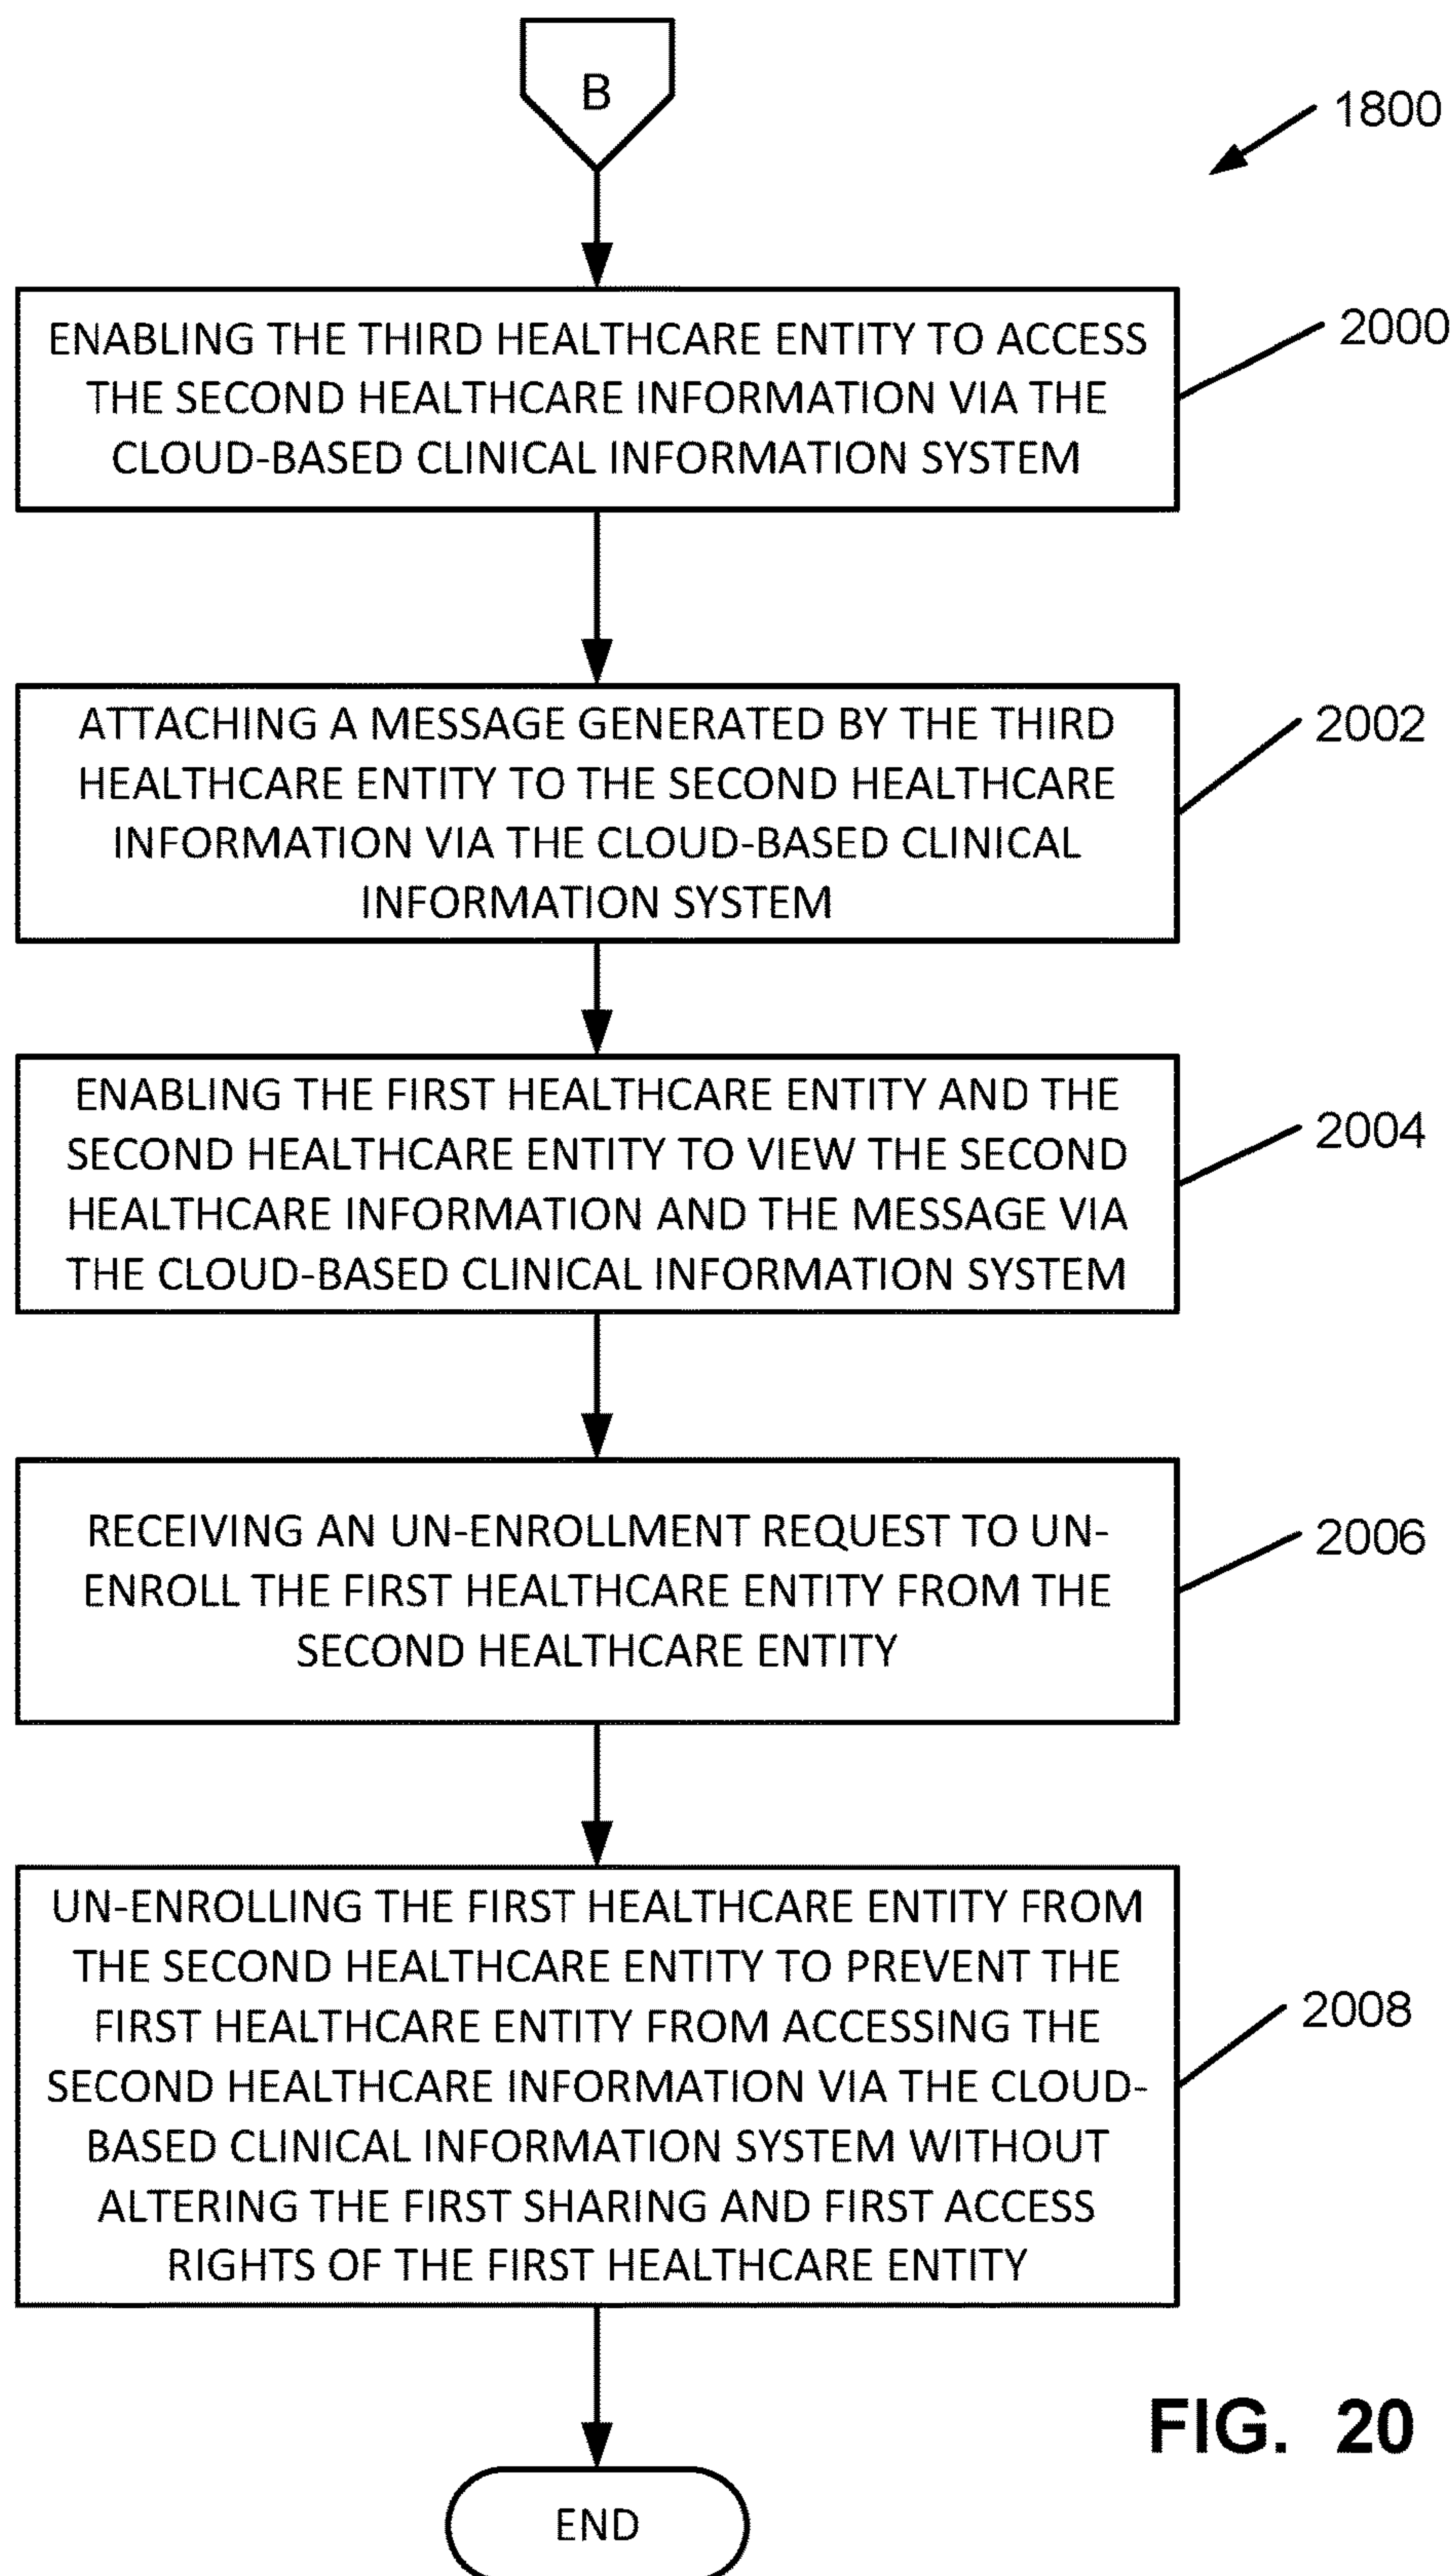 B
1800
ENABLING THE THIRD HEALTHCARE ENTITY TO ACCESS
THE SECOND HEALTHCARE INFORMATION VIA THE
CLOUD-BASED CLINICAL INFORMATION SYSTEM
2000
ATTACHING A MESSAGE GENERATED BY THE THIRD
HEALTHCARE ENTITY TO THE SECOND HEALTHCARE
INFORMATION VIA THE CLOUD-BASED CLINICAL
INFORMATION SYSTEM
2002
ENABLING THE FIRST HEALTHCARE ENTITY AND THE
SECOND HEALTHCARE ENTITY TO VIEW THE SECOND
HEALTHCARE INFORMATION AND THE MESSAGE VIA
THE CLOUD-BASED CLINICAL INFORMATION SYSTEM
2004
RECEIVING AN UN-ENROLLMENT REQUEST TO UN-
ENROLL THE FIRST HEALTHCARE ENTITY FROM THE
SECOND HEALTHCARE ENTITY
2006
UN-ENROLLING THE FIRST HEALTHCARE ENTITY FROM
THE SECOND HEALTHCARE ENTITY TO PREVENT THE
FIRST HEALTHCARE ENTITY FROM ACCESSING THE
SECOND HEALTHCARE INFORMATION VIA THE CLOUD-
BASED CLINICAL INFORMATION SYSTEM WITHOUT
ALTERING THE FIRST SHARING AND FIRST ACCESS
RIGHTS OF THE FIRST HEALTHCARE ENTITY
2008
FIG. 20
END